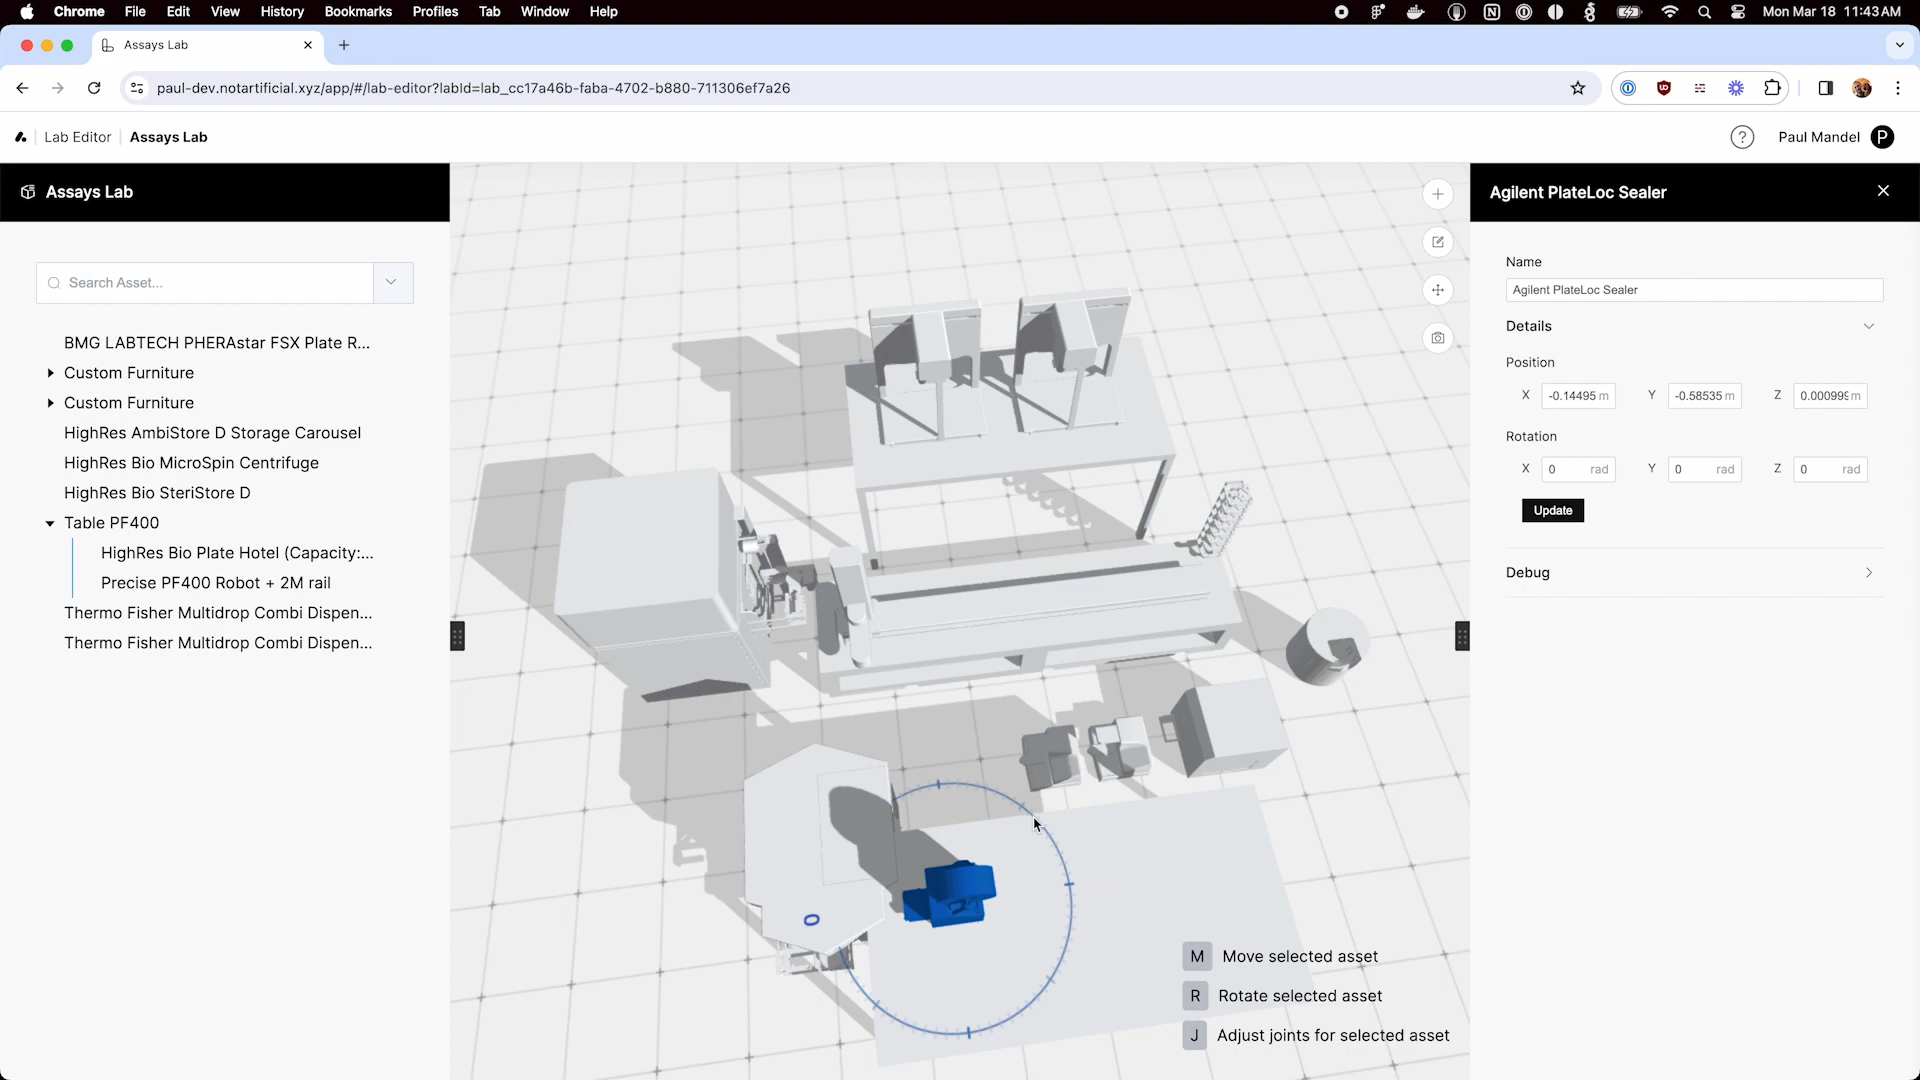 Chrome File Edit View History Bookmarks Profiles Tab Window Help Mon Mar 18 11:43 AM
Assays Lab
paul-dev.notartificial.xyz/app/#/lab-editor?labId=lab_cc17a46b-faba-4702-b880-711306ef7a26
Lab Editor Assays Lab
? Paul Mandel P
Assays Lab
Search Asset...
BMG LABTECH PHERAstar FSX Plate R...
Custom Furniture
Custom Furniture
HighRes AmbiStore D Storage Carousel
HighRes Bio MicroSpin Centrifuge
HighRes Bio SteriStore D
Table PF400
HighRes Bio Plate Hotel (Capacity:...
Precise PF400 Robot + 2M rail
Thermo Fisher Multidrop Combi Dispen...
Thermo Fisher Multidrop Combi Dispen...
0
M Move selected asset
R Rotate selected asset
J Adjust joints for selected asset
Agilent PlateLoc Sealer
Name
Agilent PlateLoc Sealer
Details
Position
X -0.14495 m Y -0.58535 m Z 0.000999 m
Rotation
X 0 rad Y 0 rad Z 0 rad
Update
Debug